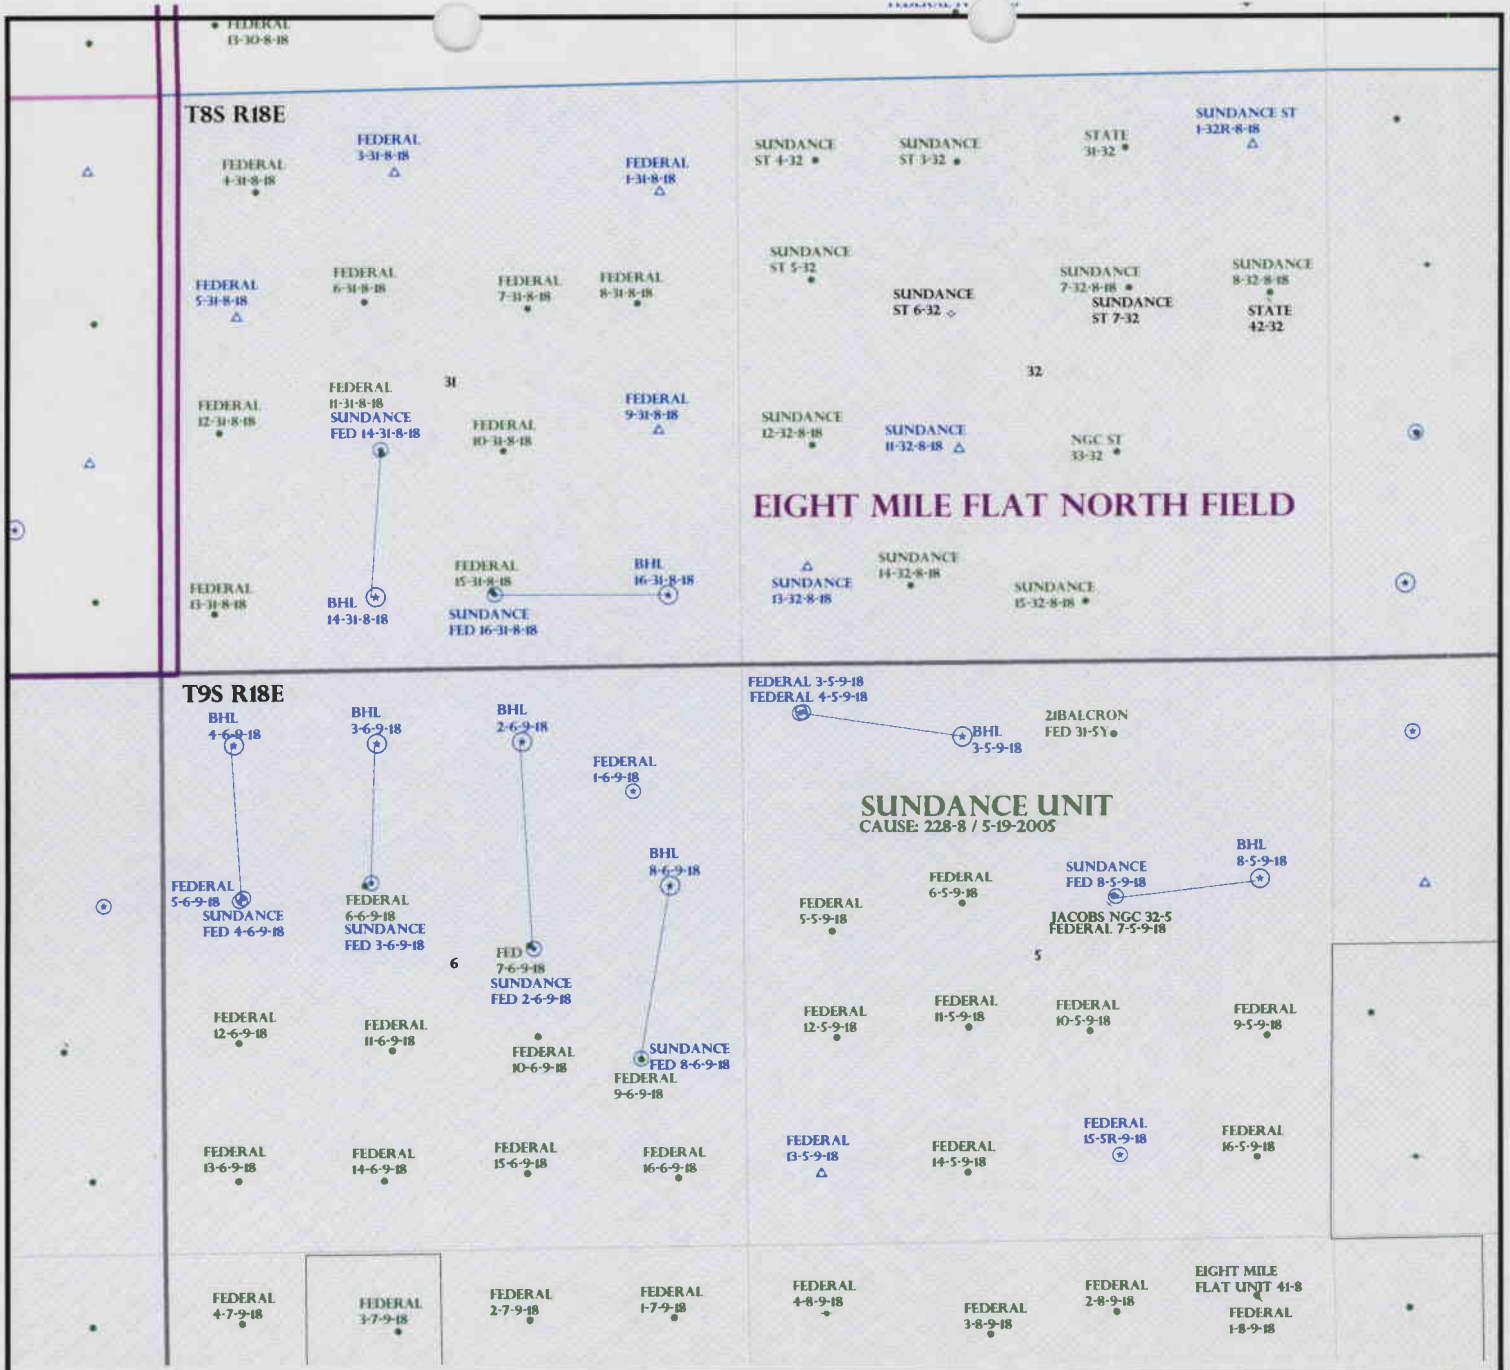 FEDERAL
13-30-8-18
T8S R18E
FEDERAL
4-31-8-18
FEDERAL
3-31-8-18
FEDERAL
1-31-8-18
SUNDANCE
ST 4-32
SUNDANCE
ST 3-32
STATE
31-32
SUNDANCE ST
1-32R-8-18
FEDERAL
5-31-8-18
FEDERAL
6-31-8-18
FEDERAL
7-31-8-18
FEDERAL
8-31-8-18
SUNDANCE
ST 5-32
SUNDANCE
ST 6-32
SUNDANCE
7-32-8-18
SUNDANCE
ST 7-32
SUNDANCE
8-32-8-18
STATE
42-32
31
32
FEDERAL
12-31-8-18
FEDERAL
11-31-8-18
SUNDANCE
FED 14-31-8-18
FEDERAL
10-31-8-18
FEDERAL
9-31-8-18
SUNDANCE
12-32-8-18
SUNDANCE
11-32-8-18
NGC ST
33-32
EIGHT MILE FLAT NORTH FIELD
FEDERAL
13-31-8-18
BHL
14-31-8-18
FEDERAL
15-31-8-18
SUNDANCE
FED 16-31-8-18
BHL
16-31-8-18
SUNDANCE
13-32-8-18
SUNDANCE
14-32-8-18
SUNDANCE
15-32-8-18
T9S R18E
BHL
4-6-9-18
BHL
3-6-9-18
BHL
2-6-9-18
FEDERAL
1-6-9-18
FEDERAL 3-5-9-18
FEDERAL 4-5-9-18
BHL
3-5-9-18
21BALCRON
FED 31-5Y
SUNDANCE UNIT
CAUSE: 228-8 / 5-19-2005
FEDERAL
5-6-9-18
SUNDANCE
FED 4-6-9-18
FEDERAL
6-6-9-18
SUNDANCE
FED 3-6-9-18
FED
7-6-9-18
SUNDANCE
FED 2-6-9-18
BHL
8-6-9-18
FEDERAL
5-5-9-18
FEDERAL
6-5-9-18
SUNDANCE
FED 8-5-9-18
JACOBS NGC 32-5
FEDERAL 7-5-9-18
BHL
8-5-9-18
6
5
FEDERAL
12-6-9-18
FEDERAL
11-6-9-18
FEDERAL
10-6-9-18
SUNDANCE
FED 8-6-9-18
FEDERAL
9-6-9-18
FEDERAL
12-5-9-18
FEDERAL
11-5-9-18
FEDERAL
10-5-9-18
FEDERAL
9-5-9-18
FEDERAL
13-6-9-18
FEDERAL
14-6-9-18
FEDERAL
15-6-9-18
FEDERAL
16-6-9-18
FEDERAL
13-5-9-18
FEDERAL
14-5-9-18
FEDERAL
15-5R-9-18
FEDERAL
16-5-9-18
FEDERAL
4-7-9-18
FEDERAL
3-7-9-18
FEDERAL
2-7-9-18
FEDERAL
1-7-9-18
FEDERAL
4-8-9-18
FEDERAL
3-8-9-18
FEDERAL
2-8-9-18
EIGHT MILE
FLAT UNIT 41-8
FEDERAL
1-8-9-18